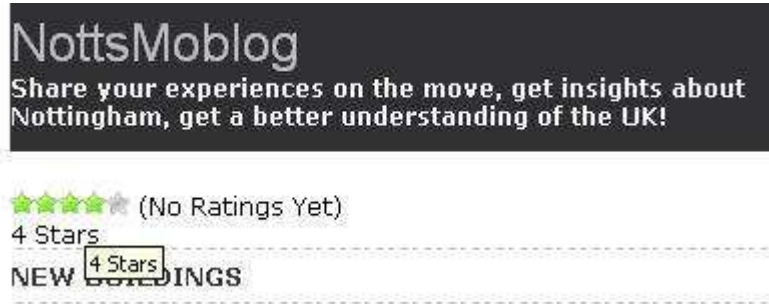 NottsMoblog
Share your experiences on the move, get insights about
Nottingham, get a better understanding of the UK!
(No Ratings Yet)
4 Stars
4 Stars
NEW BUILDINGS